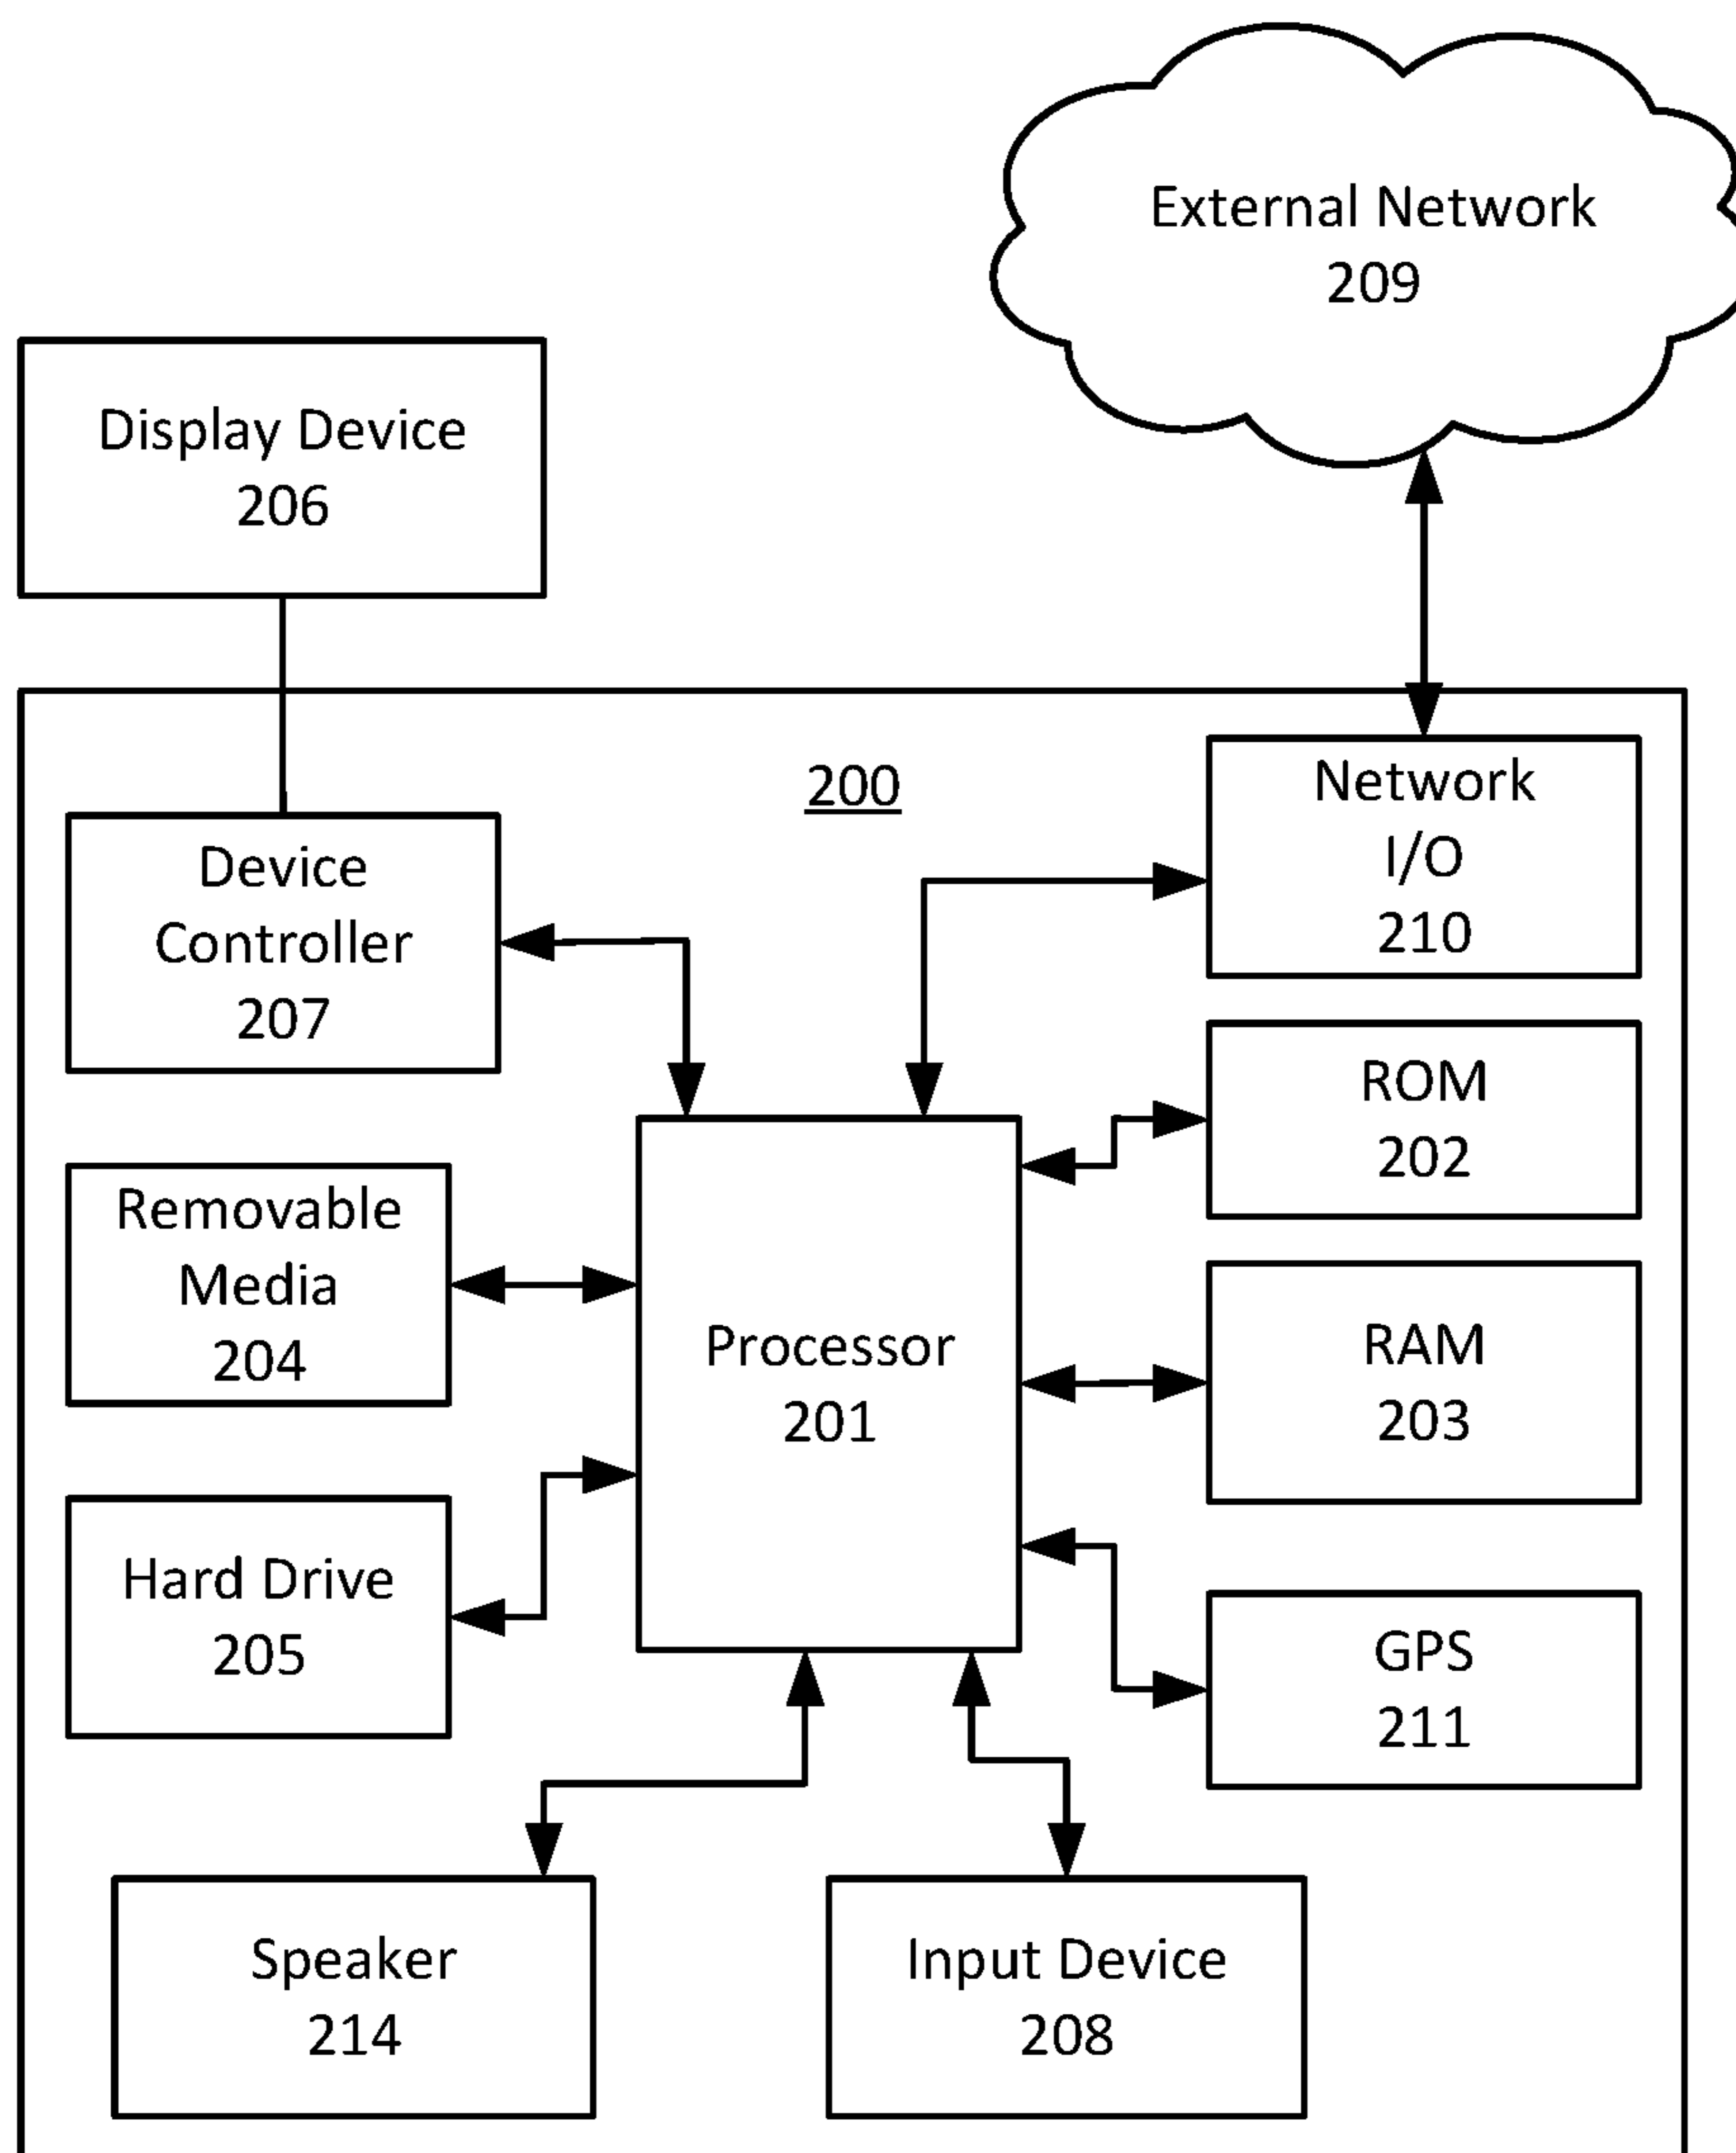 External Network
209
Display Device
206
200
Network
I/O
210
Device
Controller
207
ROM
202
Removable
Media
204
Processor
201
RAM
203
Hard Drive
205
GPS
211
Speaker
214
Input Device
208